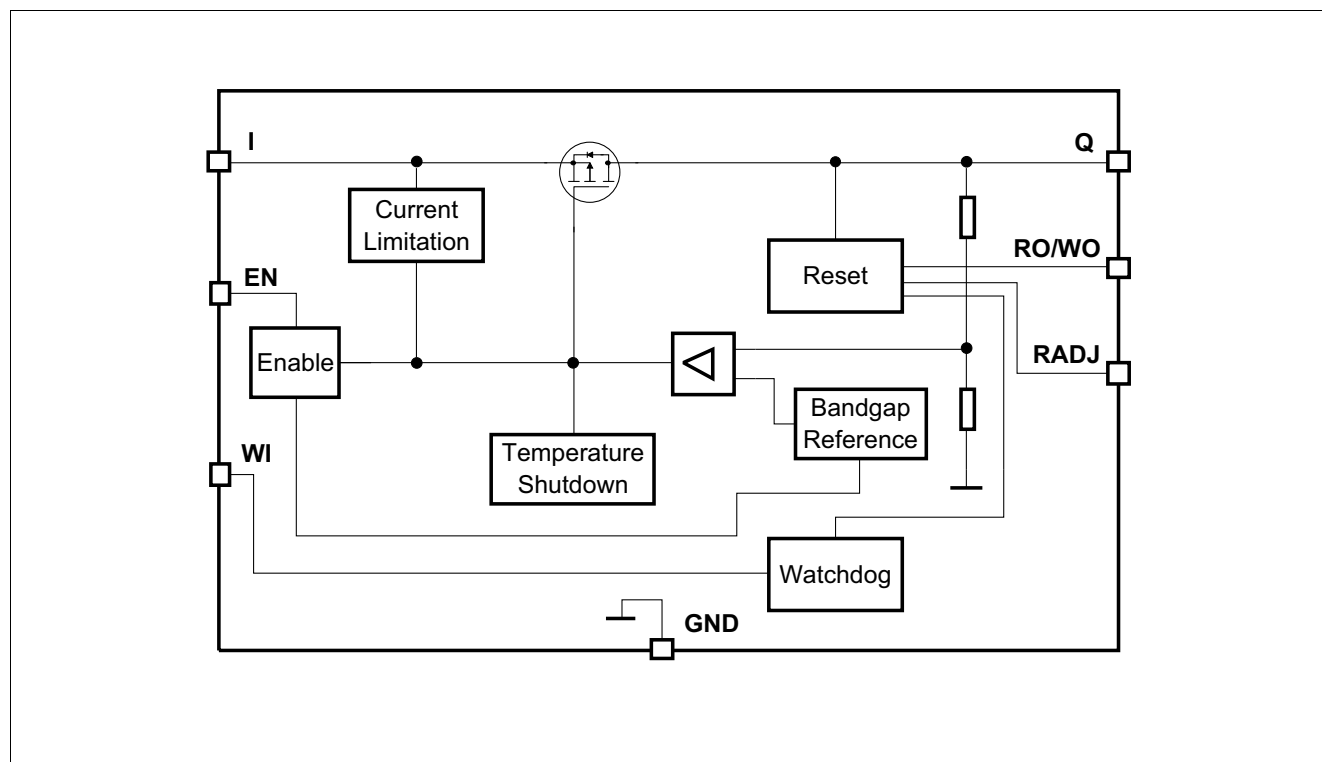 I
Q
Current
Limitation
RO/WO
Reset
EN
Enable
RADJ
Bandgap
Reference
WI
Temperature
Shutdown
Watchdog
GND